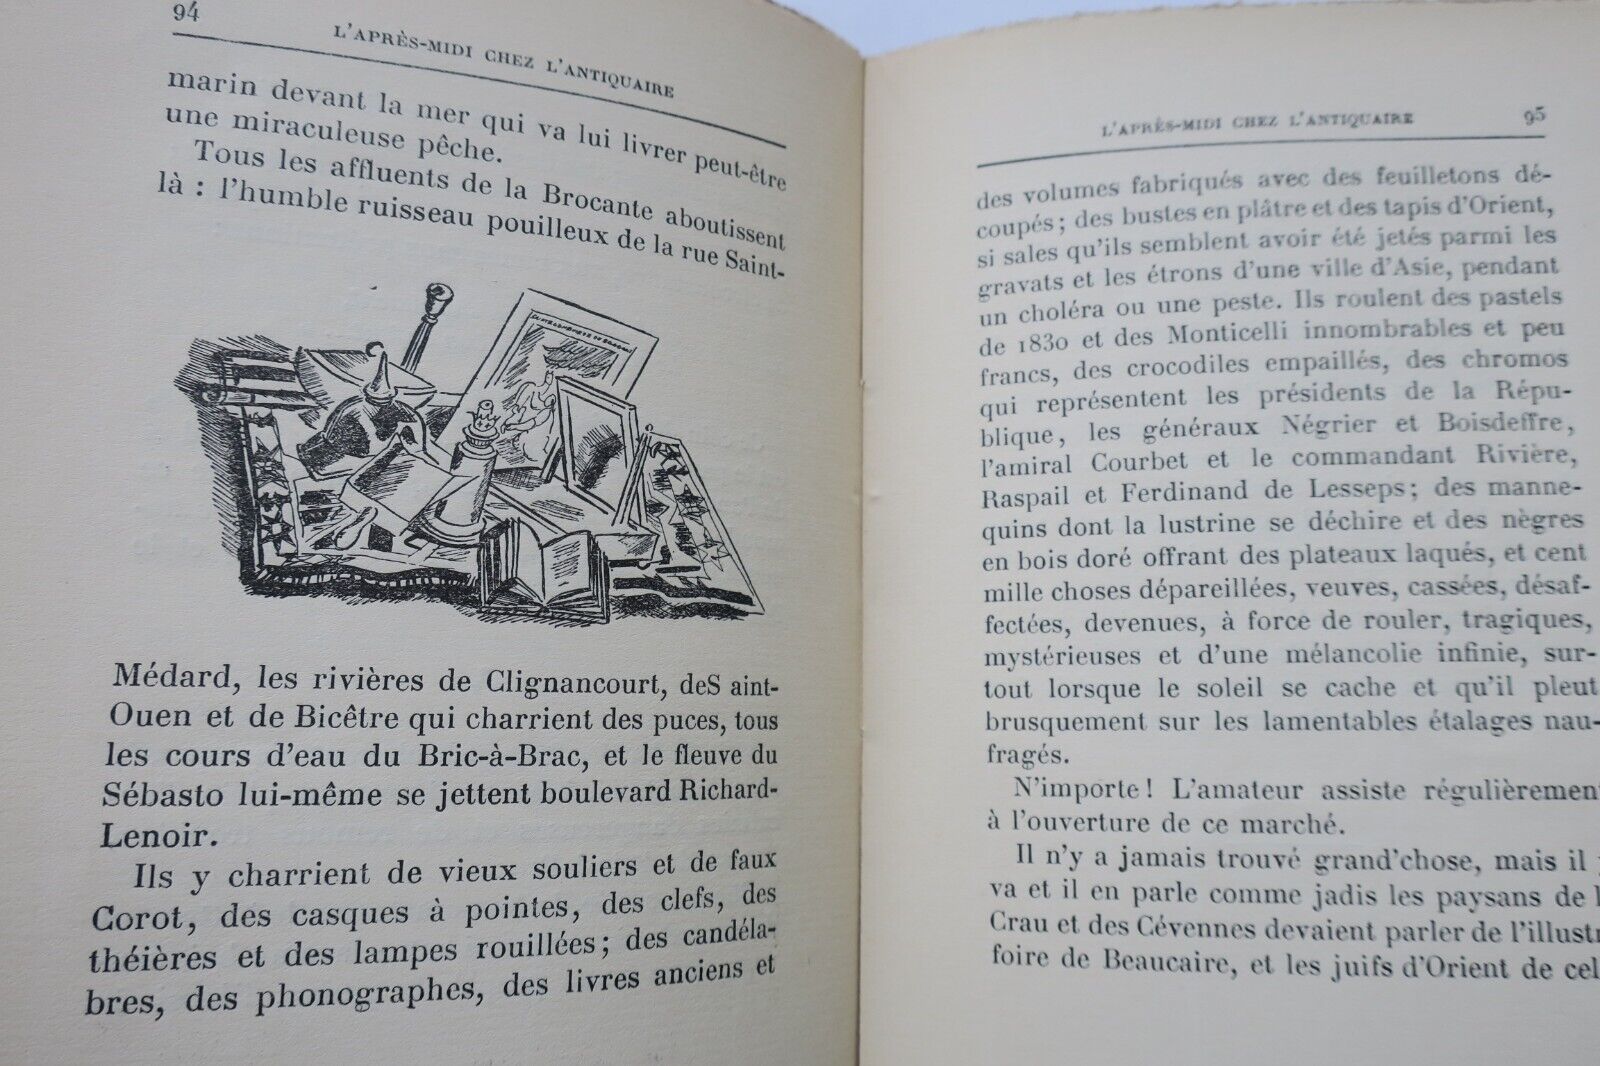 94
L'APRÈS-MIDI CHEZ L'ANTIQUAIRE
marin devant la mer qui va lui livrer peut-être
une miraculeuse pêche.
Tous les affluents de la Brocante aboutissent
là : l'humble ruisseau pouilleux de la rue Saint-
Médard, les rivières de Clignancourt, deS aint-
Ouen et de Bicêtre qui charrient des puces, tous
les cours d'eau du Bric-à-Brac, et le fleuve du
Sébasto lui-même se jettent boulevard Richard-
Lenoir.
Ils y charrient de vieux souliers et de faux
Corot, des casques à pointes, des clefs, des
théières et des lampes rouillées; des candéla-
bres, des phonographes, des livres anciens et
L'APRÈS-MIDI CHEZ L'ANTIQUAIRE
95
des volumes fabriqués avec des feuilletons dé-
coupés; des bustes en plâtre et des tapis d'Orient,
si sales qu'ils semblent avoir été jetés parmi les
gravats et les étrons d'une ville d'Asie, pendant
un choléra ou une peste. Ils roulent des pastels
de 1830 et des Monticelli innombrables et peu
francs, des crocodiles empaillés, des chromos
qui représentent les présidents de la Répu-
blique, les généraux Négrier et Boisdeffre,
l'amiral Courbet et le commandant Rivière,
Raspail et Ferdinand de Lesseps; des manne-
quins dont la lustrine se déchire et des nègres
en bois doré offrant des plateaux laqués, et cent
mille choses dépareillées, veuves, cassées, désaf-
fectées, devenues, à force de rouler, tragiques,
mystérieuses et d'une mélancolie infinie, sur-
tout lorsque le soleil se cache et qu'il pleut
brusquement sur les lamentables étalages nau-
fragés.
N'importe! L'amateur assiste régulièremen
à l'ouverture de ce marché.
Il n'y a jamais trouvé grand'chose, mais il
va et il en parle comme jadis les paysans de
Crau et des Cévennes devaient parler de l'illust
foire de Beaucaire, et les juifs d'Orient de cel